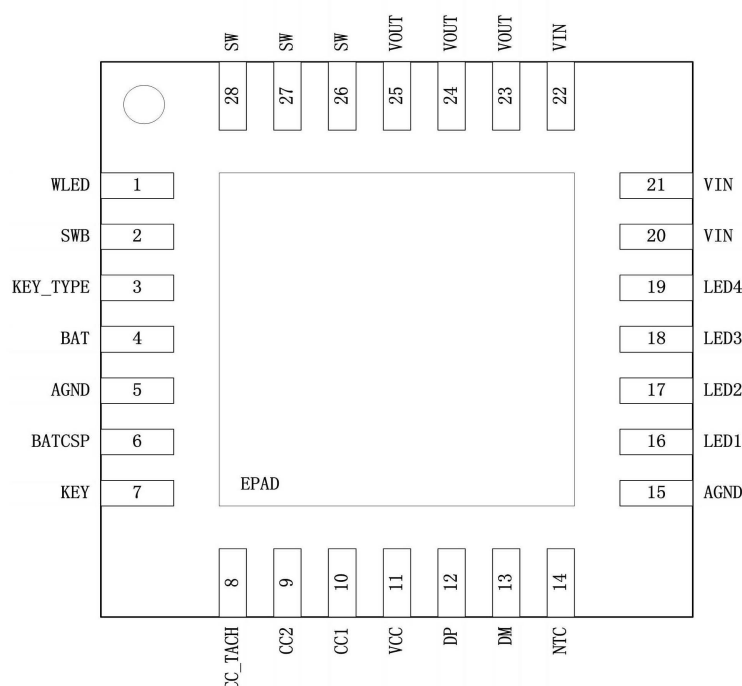 SW SW SW VOUT VOUT VOUT VIN
28 27 26 25 24 23 22
WLED 1 21 VIN
SWB 2 20 VIN
KEY_TYPE 3 19 LED4
BAT 4 18 LED3
AGND 5 17 LED2
BATCSP 6 16 LED1
KEY 7 15 AGND
EPAD
8 9 10 11 12 13 14
CC_TACH CC2 CC1 VCC DP DM NTC